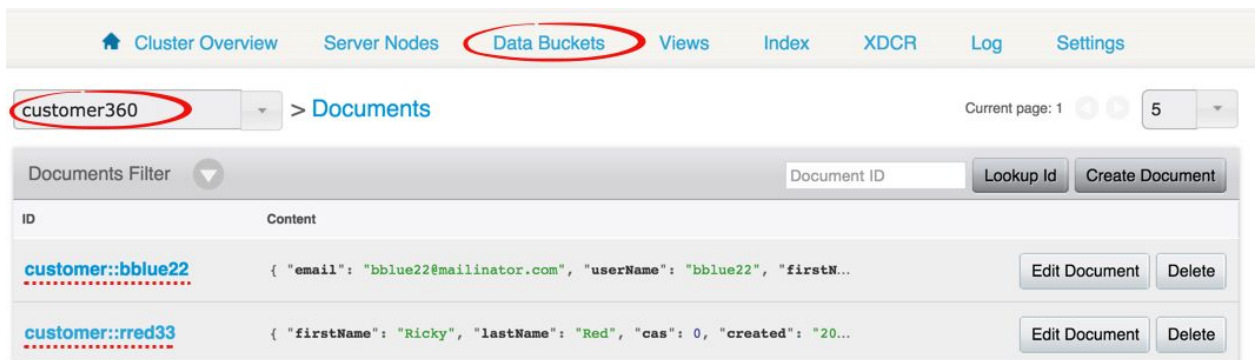 Cluster Overview Server Nodes Data Buckets Views Index XDCR Log Settings
customer360 > Documents Current page: 1 5
Documents Filter Document ID Lookup Id Create Document
ID Content
customer::bblue22 { "email": "bblue22@mailinator.com", "userName": "bblue22", "firstN... Edit Document Delete
customer::rred33 { "firstName": "Ricky", "lastName": "Red", "cas": 0, "created": "20... Edit Document Delete